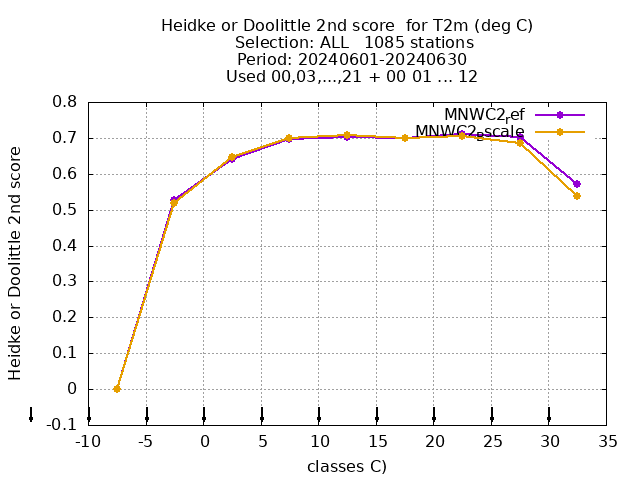 Heidke or Doolittle 2nd score  for T2m (deg C)
Selection: ALL   1085 stations
Period: 20240601-20240630
Used 00,03,...,21 + 00 01 ... 12
MNWC2_ref
MNWC2_scale
Heidke or Doolittle 2nd score
0.8
0.7
0.6
0.5
0.4
0.3
0.2
0.1
0
-0.1
-10 -5 0 5 10 15 20 25 30 35
classes C)